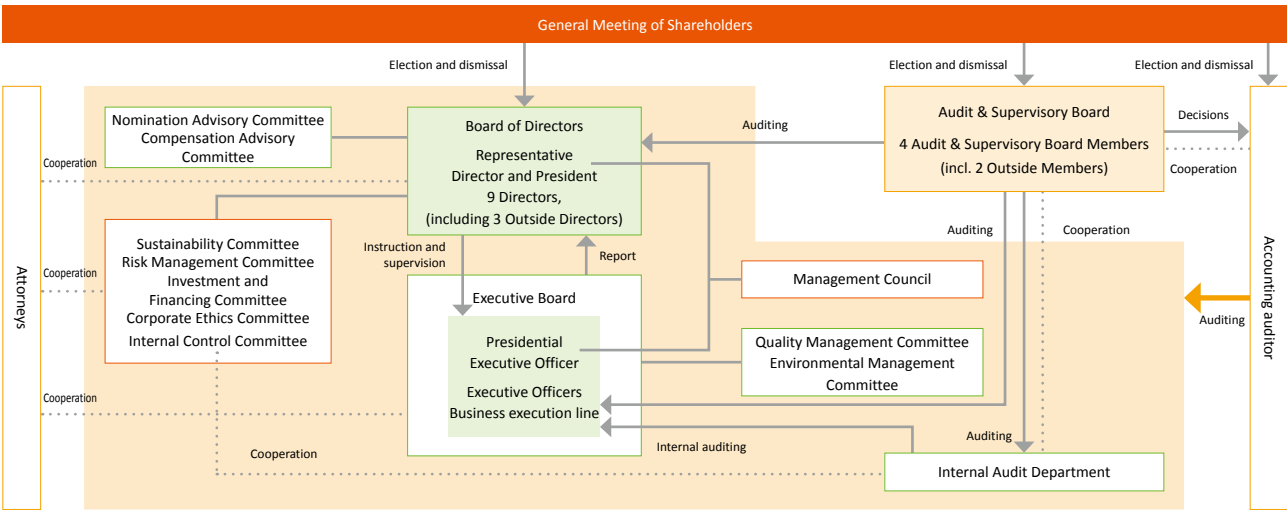 General Meeting of Shareholders
Election and dismissal
Election and dismissal
Election and dismissal
Attorneys
Nomination Advisory Committee
Compensation Advisory
Committee
Board of Directors
Representative
Director and President
9 Directors,
(including 3 Outside Directors)
Auditing
Audit & Supervisory Board
4 Audit & Supervisory Board Members
(incl. 2 Outside Members)
Decisions
Cooperation
Accounting auditor
Cooperation
Sustainability Committee
Risk Management Committee
Investment and
Financing Committee
Corporate Ethics Committee
Internal Control Committee
Cooperation
Instruction and
supervision
Report
Auditing
Cooperation
Executive Board
Presidential
Executive Officer
Executive Officers
Business execution line
Management Council
Quality Management Committee
Environmental Management
Committee
Auditing
Cooperation
Cooperation
Internal auditing
Auditing
Internal Audit Department